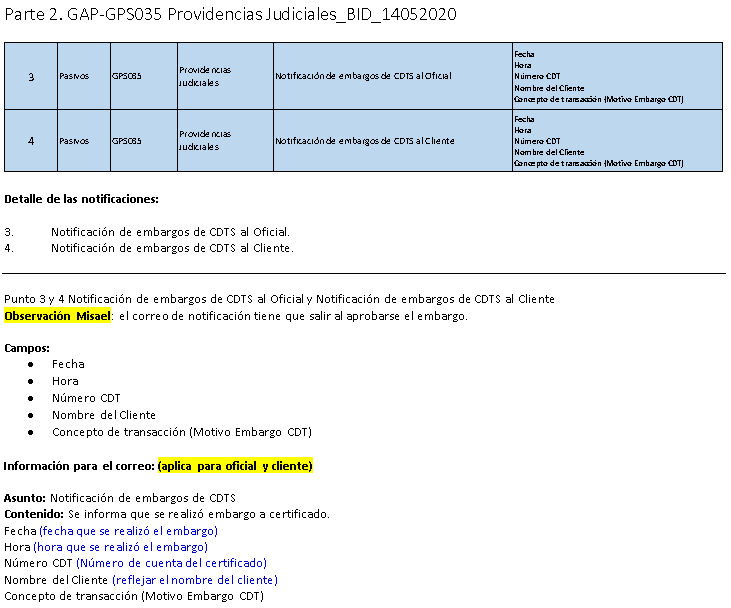 Parte 2. GAP-GPS035 Providencias Judiciales_BID_14052020
3 Pasivos GPS035 Providencias Judiciales Notificación de embargos de CDTS al Oficial
Fecha
Hora
Número CDT
Nombre del Cliente
Concepto de transacción (Motivo Embargo CDT)
4 Pasivos GPS035 Providencias Judiciales Notificación de embargos de CDTS al Cliente
Fecha
Hora
Número CDT
Nombre del Cliente
Concepto de transacción (Motivo Embargo CDT)
Detalle de las notificaciones:
3. Notificación de embargos de CDTS al Oficial.
4. Notificación de embargos de CDTS al Cliente.
Punto 3 y 4 Notificación de embargos de CDTS al Oficial y Notificación de embargos de CDTS al Cliente
Observación Misael: el correo de notificación tiene que salir al aprobarse el embargo.
Campos:
● Fecha
● Hora
● Número CDT
● Nombre del Cliente
● Concepto de transacción (Motivo Embargo CDT)
Información para el correo: (aplica para oficial y cliente)
Asunto: Notificación de embargos de CDTS
Contenido: Se informa que se realizó embargo a certificado.
Fecha (fecha que se realizó el embargo)
Hora (hora que se realizó el embargo)
Número CDT (Número de cuenta del certificado)
Nombre del Cliente (reflejar el nombre del cliente)
Concepto de transacción (Motivo Embargo CDT)